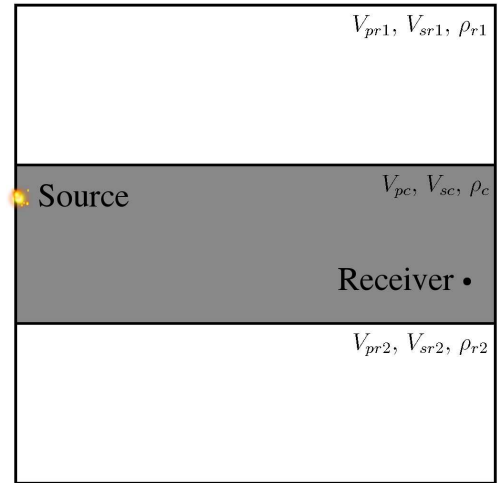 V_{pr1}, V_{sr1}, ρ_{r1}
V_{pc}, V_{sc}, ρ_c
Source
Receiver
V_{pr2}, V_{sr2}, ρ_{r2}